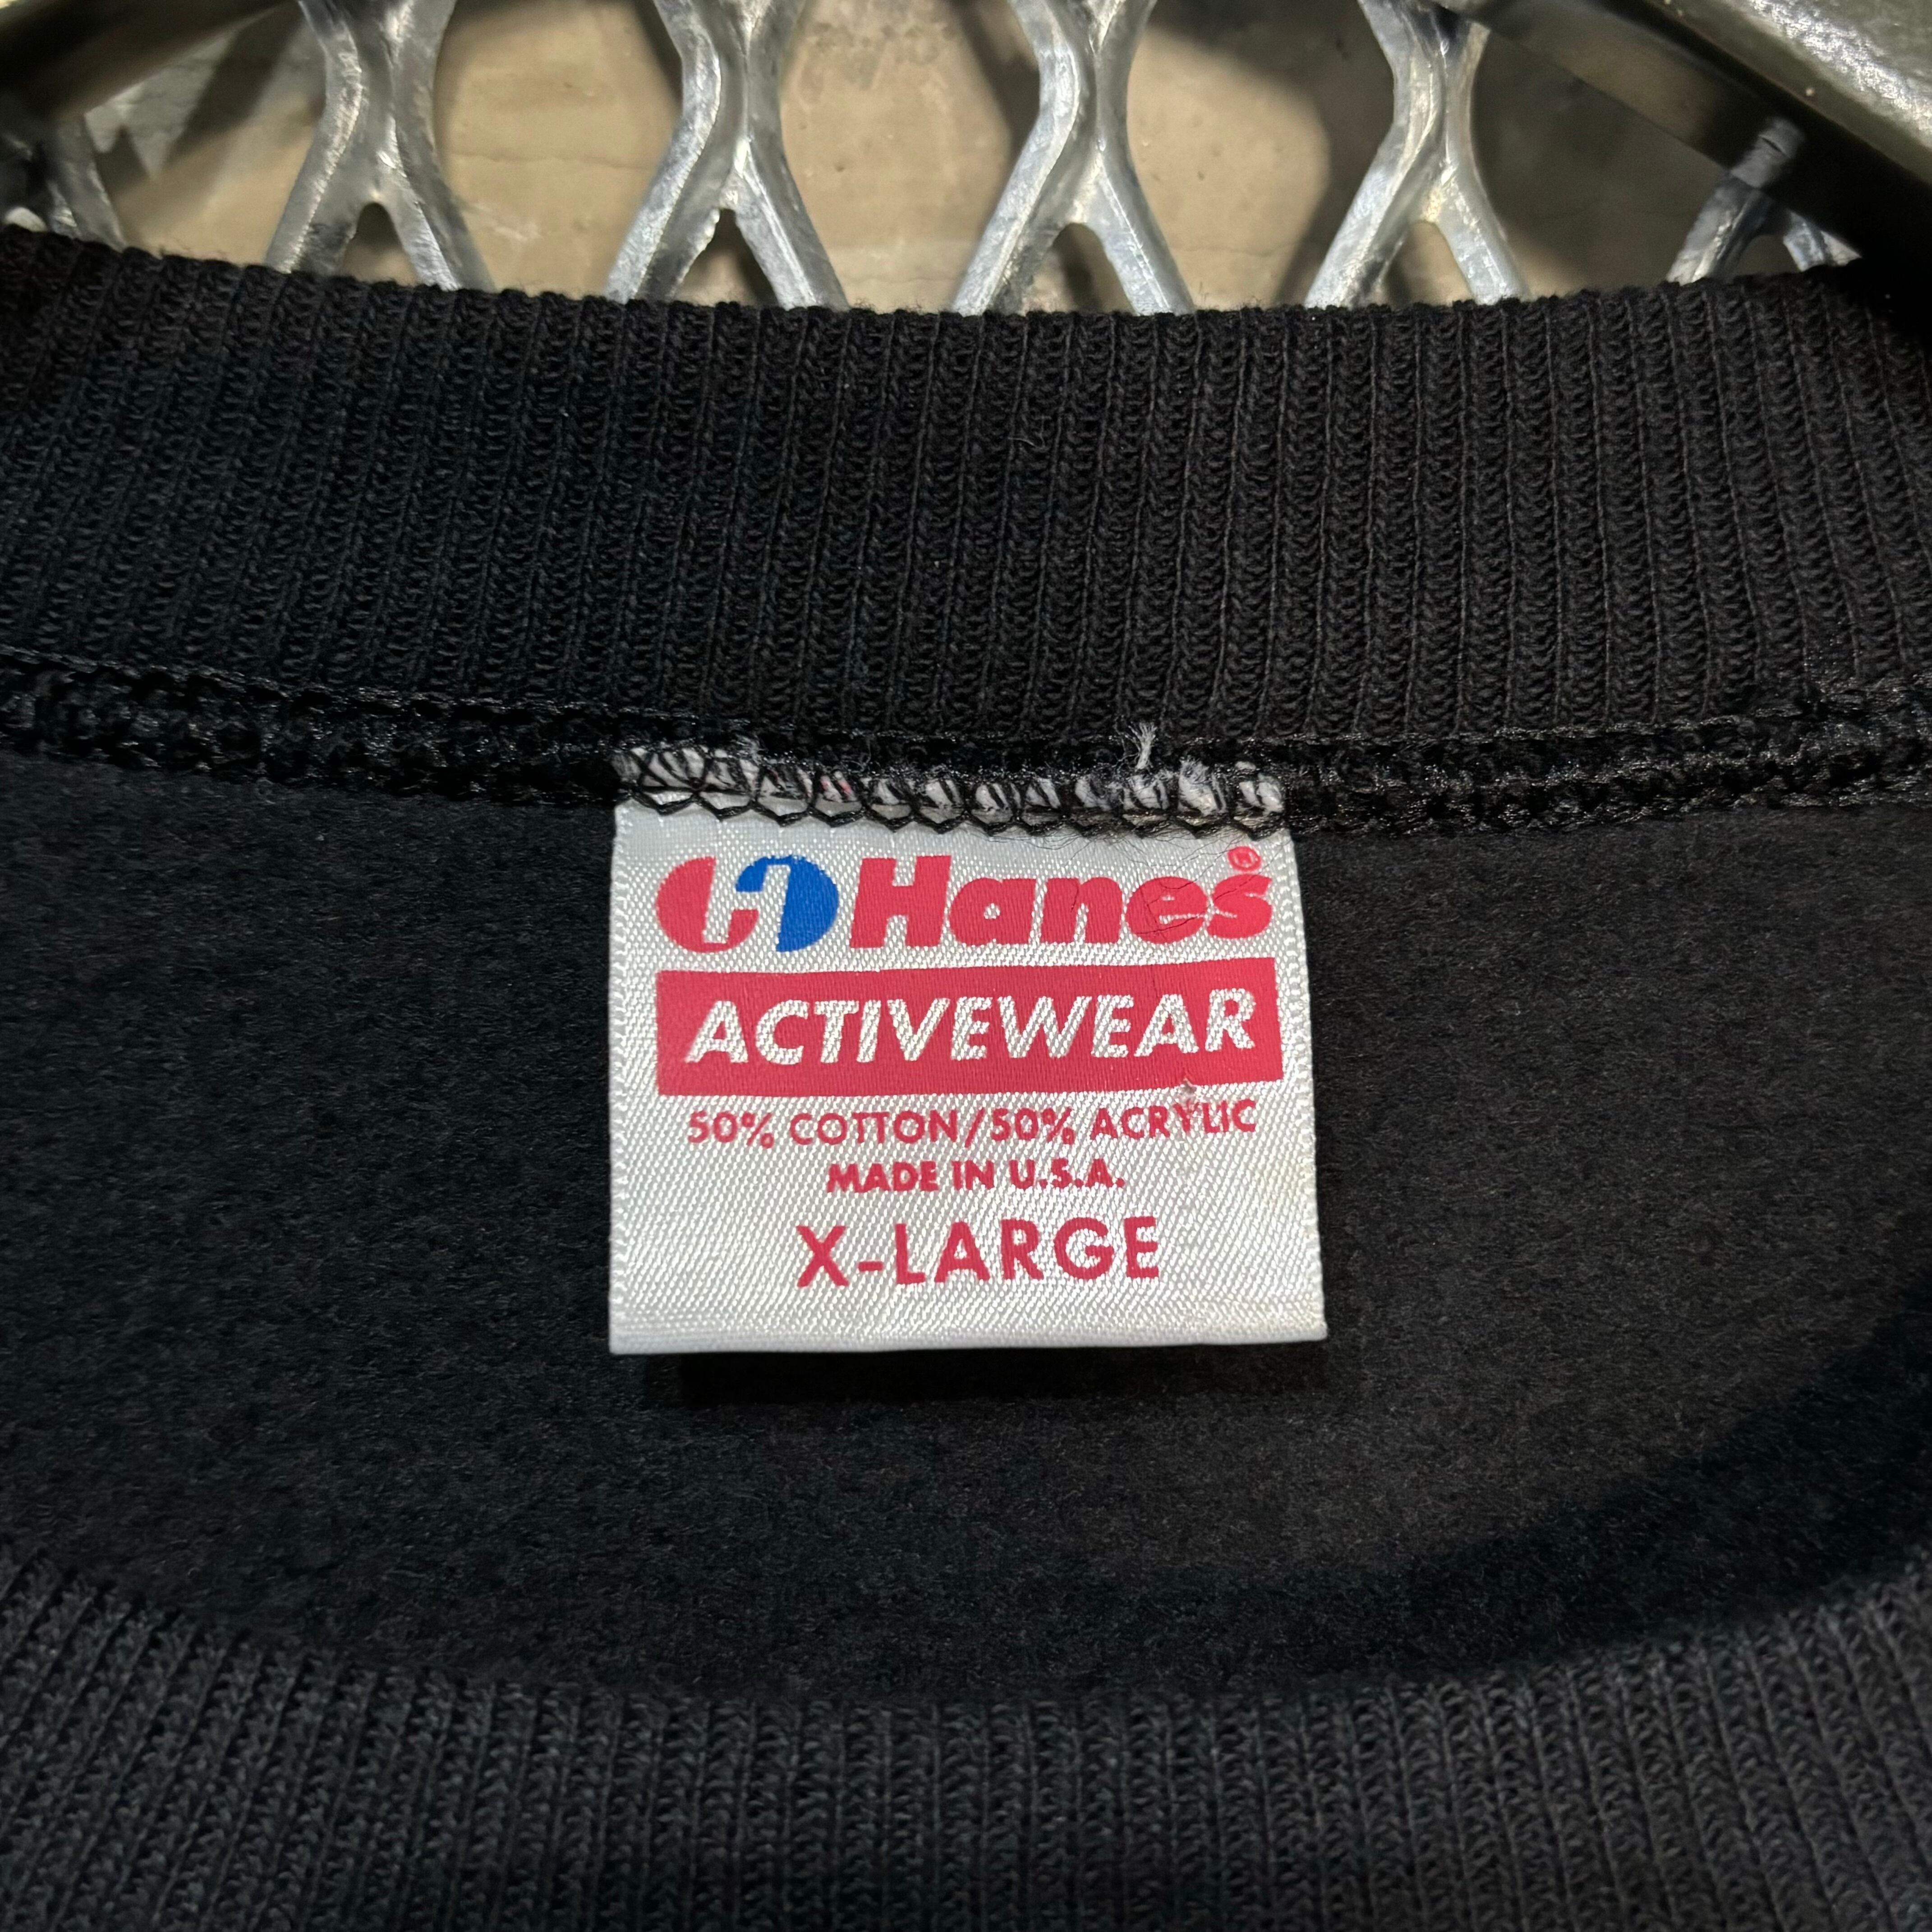 Hanes®
ACTIVEWEAR
50% COTTON/50% ACRYLIC
MADE IN U.S.A.
X-LARGE